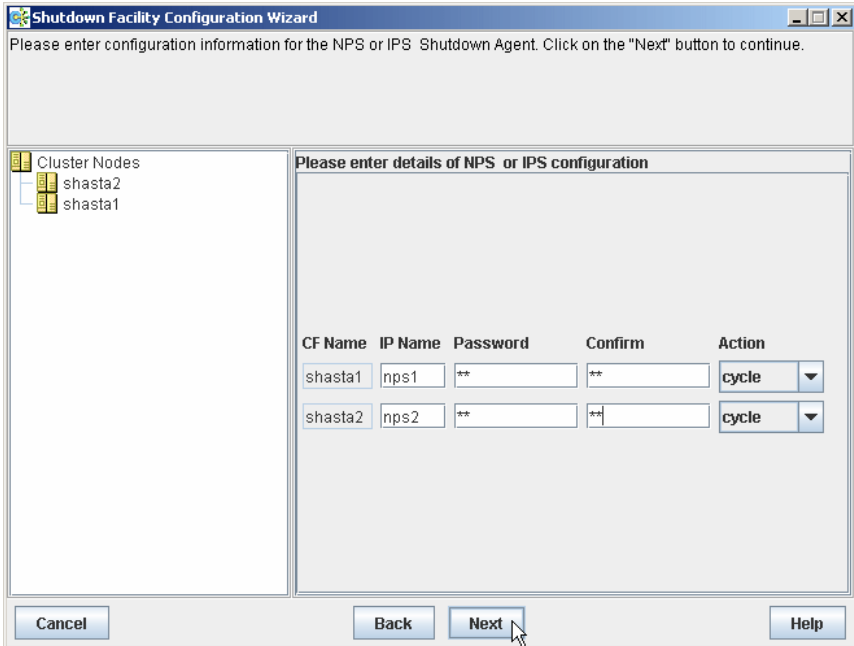 Shutdown Facility Configuration Wizard
Please enter configuration information for the NPS or IPS  Shutdown Agent. Click on the "Next" button to continue.
Cluster Nodes
shasta2
shasta1
Please enter details of NPS  or IPS configuration
CF Name IP Name Password Confirm Action
shasta1 nps1 ** ** cycle
shasta2 nps2 ** ** cycle
Cancel Back Next Help